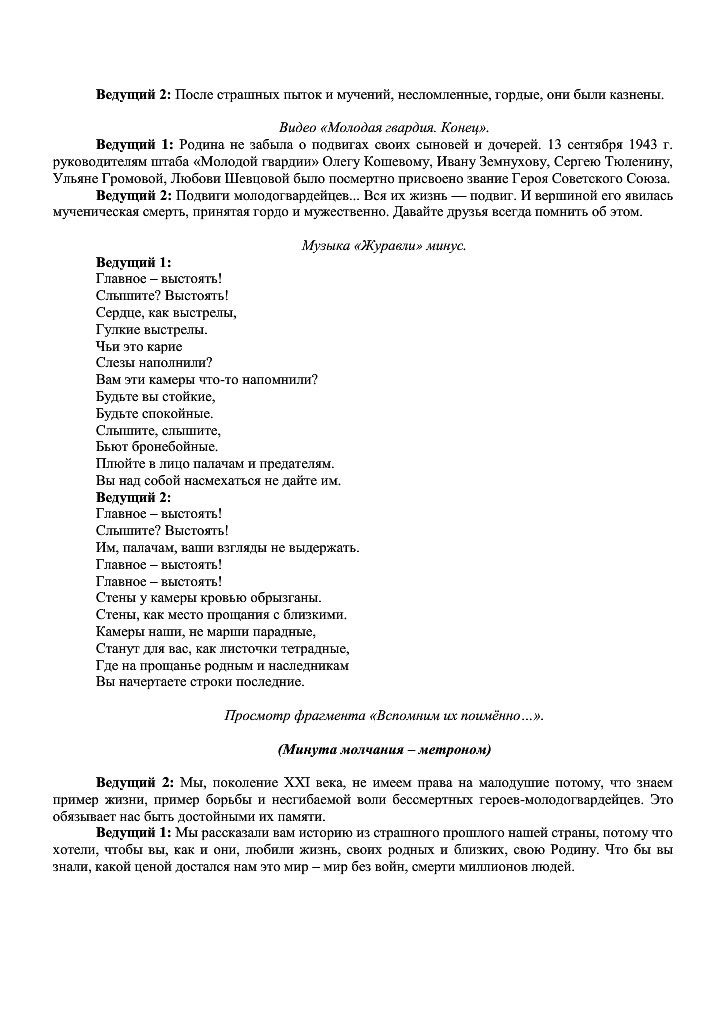 Ведущий 2: После страшных пыток и мучений, несломленные, гордые, они были казнены.
Видео «Молодая гвардия. Конец».
Ведущий 1: Родина не забыла о подвигах своих сыновей и дочерей. 13 сентября 1943 г.
руководителям штаба «Молодой гвардии» Олегу Кошевому, Ивану Земнухову, Сергею Тюленину,
Ульяне Громовой, Любови Шевцовой было посмертно присвоено звание Героя Советского Союза.
Ведущий 2: Подвиги молодогвардейцев... Вся их жизнь — подвиг. И вершиной его явилась
мученическая смерть, принятая гордо и мужественно. Давайте друзья всегда помнить об этом.
Музыка «Журавли» минус.
Ведущий 1:
Главное – выстоять!
Слышите? Выстоять!
Сердце, как выстрелы,
Гулкие выстрелы.
Чьи это карие
Слезы наполнили?
Вам эти камеры что-то напомнили?
Будьте вы стойкие,
Будьте спокойные.
Слышите, слышите,
Бьют бронебойные.
Плюйте в лицо палачам и предателям.
Вы над собой насмехаться не дайте им.
Ведущий 2:
Главное – выстоять!
Слышите? Выстоять!
Им, палачам, ваши взгляды не выдержать.
Главное – выстоять!
Главное – выстоять!
Стены у камеры кровью обрызганы.
Стены, как место прощания с близкими.
Камеры наши, не марши парадные,
Станут для вас, как листочки тетрадные,
Где на прощанье родным и наследникам
Вы начертаете строки последние.
Просмотр фрагмента «Вспомним их поимённо…».
(Минута молчания – метроном)
Ведущий 2: Мы, поколение XXI века, не имеем права на малодушие потому, что знаем
пример жизни, пример борьбы и несгибаемой воли бессмертных героев-молодогвардейцев. Это
обязывает нас быть достойными их памяти.
Ведущий 1: Мы рассказали вам историю из страшного прошлого нашей страны, потому что
хотели, чтобы вы, как и они, любили жизнь, своих родных и близких, свою Родину. Что бы вы
знали, какой ценой достался нам это мир – мир без войн, смерти миллионов людей.